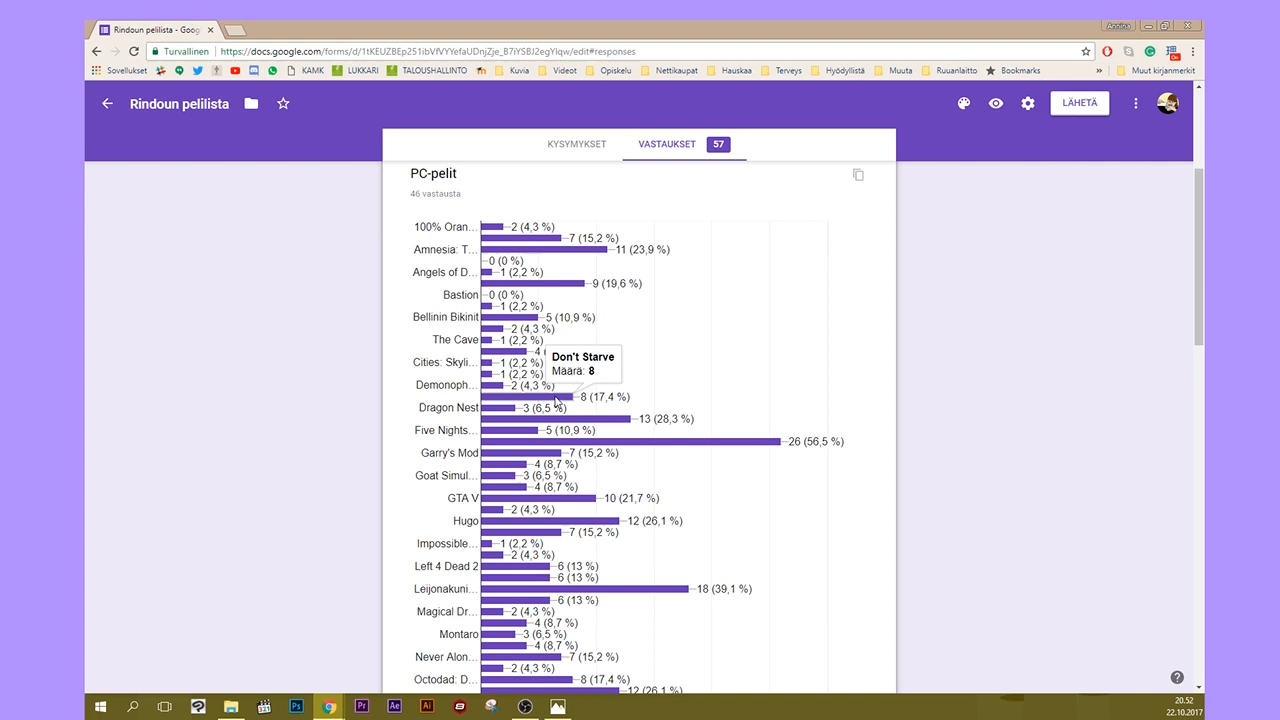 Rindoun pelilista - Goog
Annina
Turvallinen
https://docs.google.com/forms/d/1tKEUZBEp251ibVfVYYefaUDnjZje_B7iYSBJ2egYlqw/edit#responses
Sovellukset
KAMK
LUKKARI
TALOUSHALLINTO
Kuvia
Videot
Opiskelu
Nettikaupat
Hauskaa
Terveys
Hyödyllistä
Muuta
Ruuanlaitto
Bookmarks
»
Muut kirjanmerkit
Rindoun pelilista
LÄHETÄ
KYSYMYKSET
VASTAUKSET 57
PC-pelit
46 vastausta
100% Oran... 2 (4,3 %)
7 (15,2 %)
Amnesia: T... 11 (23,9 %)
0 (0 %)
Angels of D... 1 (2,2 %)
9 (19,6 %)
Bastion 0 (0 %)
1 (2,2 %)
Bellinin Bikinit 5 (10,9 %)
2 (4,3 %)
The Cave 1 (2,2 %)
4
Cities: Skyli... 1 (2,2 %)
1 (2,2 %)
Don't Starve
Määrä: 8
Demonoph... 2 (4,3 %)
8 (17,4 %)
Dragon Nest 3 (6,5 %)
13 (28,3 %)
Five Nights... 5 (10,9 %)
26 (56,5 %)
Garry's Mod 7 (15,2 %)
4 (8,7 %)
Goat Simul... 3 (6,5 %)
4 (8,7 %)
GTA V 10 (21,7 %)
2 (4,3 %)
Hugo 12 (26,1 %)
7 (15,2 %)
Impossible... 1 (2,2 %)
2 (4,3 %)
Left 4 Dead 2 6 (13 %)
6 (13 %)
Leijonakuni... 18 (39,1 %)
6 (13 %)
Magical Dr... 2 (4,3 %)
4 (8,7 %)
Montaro 3 (6,5 %)
4 (8,7 %)
Never Alon... 7 (15,2 %)
2 (4,3 %)
Octodad: D... 8 (17,4 %)
12 (26,1 %)
Ps
Pr
Ae
Ai
20.52
22.10.2017